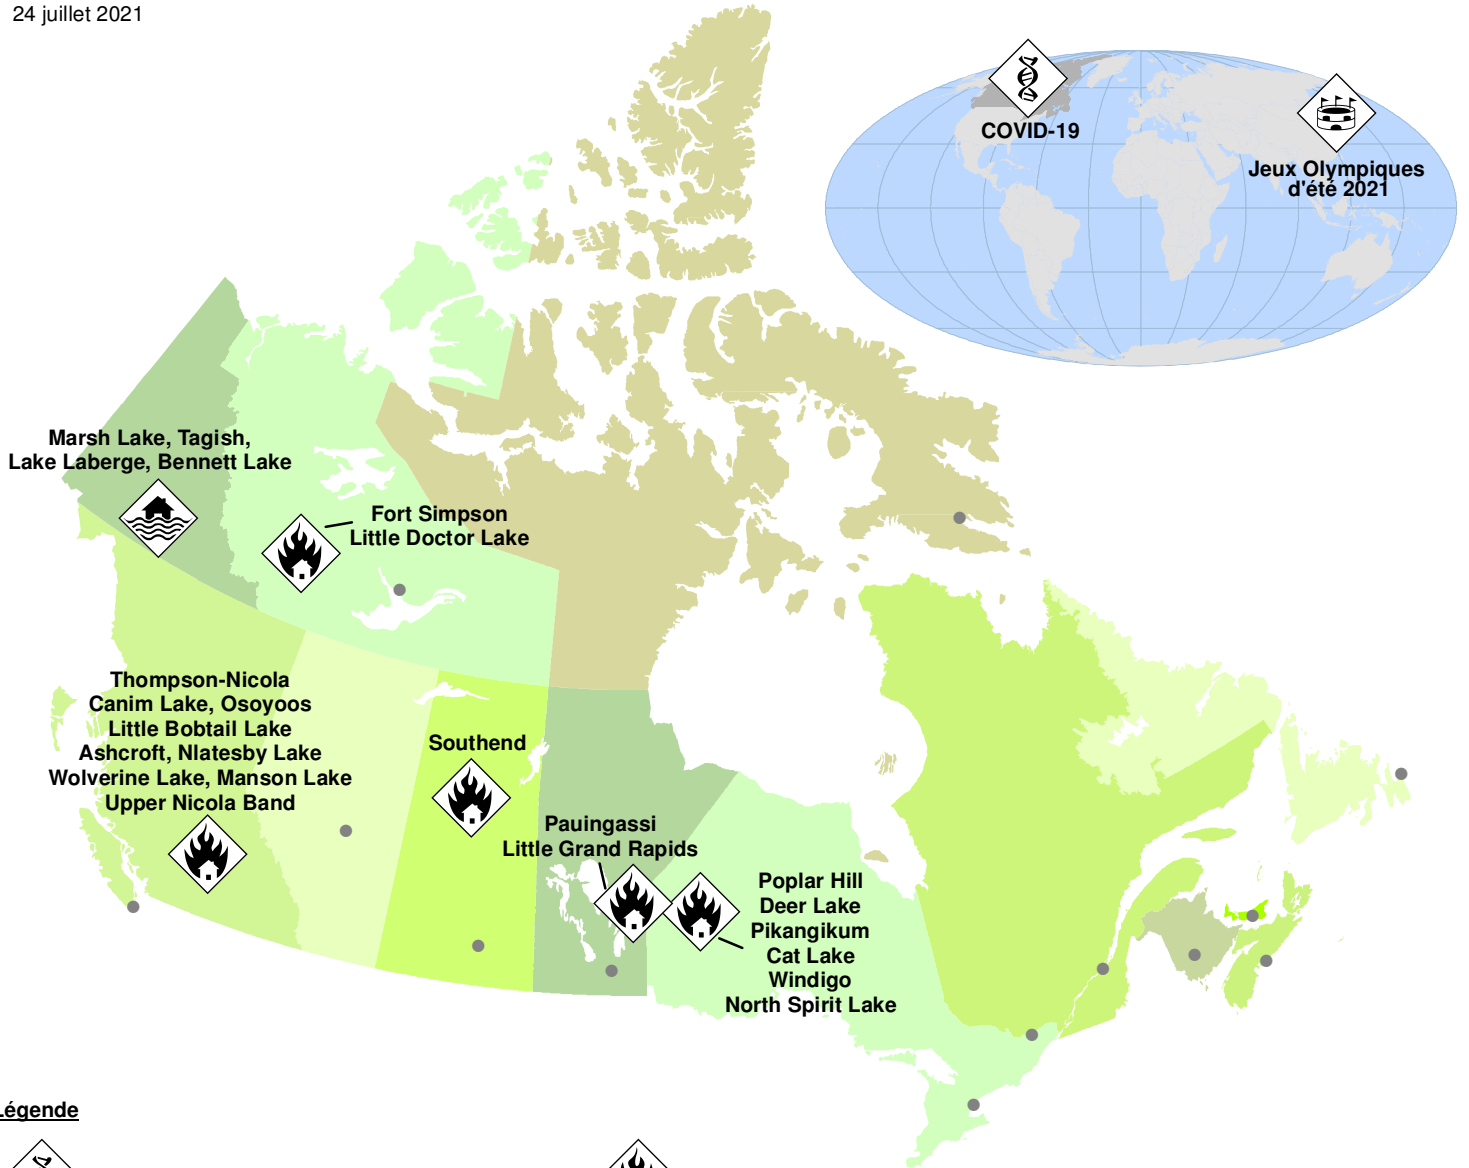 24 juillet 2021
COVID-19
Jeux Olympiques
d'été 2021
Marsh Lake, Tagish,
Lake Laberge, Bennett Lake
Fort Simpson
Little Doctor Lake
Thompson-Nicola
Canim Lake, Osoyoos
Little Bobtail Lake
Ashcroft, Nlatesby Lake
Wolverine Lake, Manson Lake
Upper Nicola Band
Southend
Pauingassi
Little Grand Rapids
Poplar Hill
Deer Lake
Pikangikum
Cat Lake
Windigo
North Spirit Lake
Légende